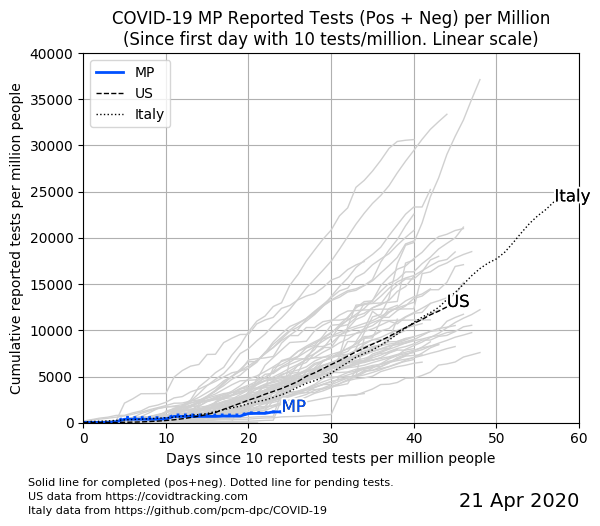 COVID-19 MP Reported Tests (Pos + Neg) per Million
(Since first day with 10 tests/million. Linear scale)
Cumulative reported tests per million people
40000
35000
30000
25000
20000
15000
10000
5000
0
MP
US
Italy
Italy
US
MP
0 10 20 30 40 50 60
Days since 10 reported tests per million people
Solid line for completed (pos+neg). Dotted line for pending tests.
US data from https://covidtracking.com
Italy data from https://github.com/pcm-dpc/COVID-19
21 Apr 2020